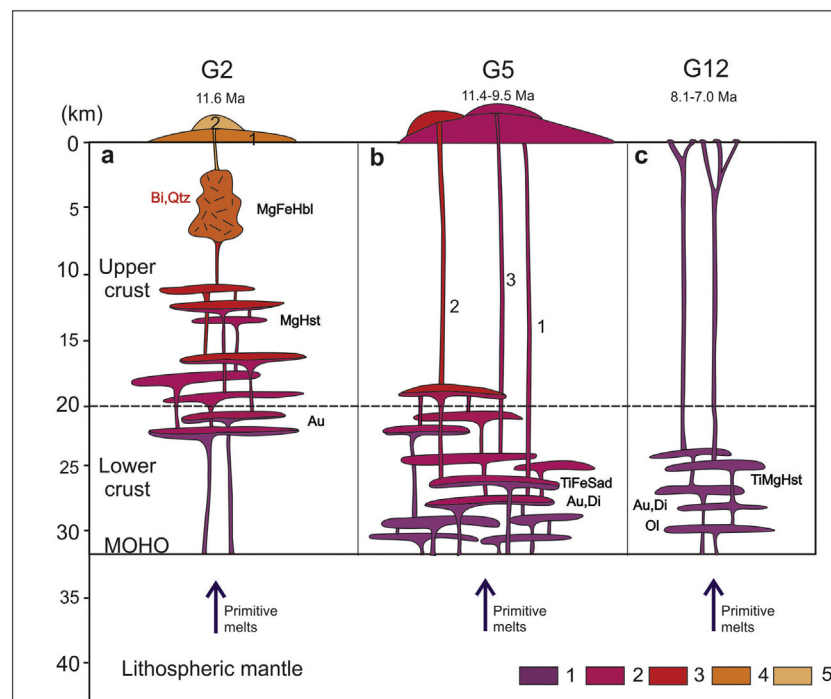 G2
G5
G12
11.6 Ma
11.4-9.5 Ma
8.1-7.0 Ma
(km)
2
1
0
a
b
c
Bi,Qtz
MgFeHbl
5
10
Upper
crust
3
2
1
MgHst
15
20
Au
25
Lower
crust
TiFeSad
Au,Di
TiMgHst
Au,Di
Ol
30
MOHO
35
Primitive
melts
Primitive
melts
Primitive
melts
40
Lithospheric mantle
1
2
3
4
5